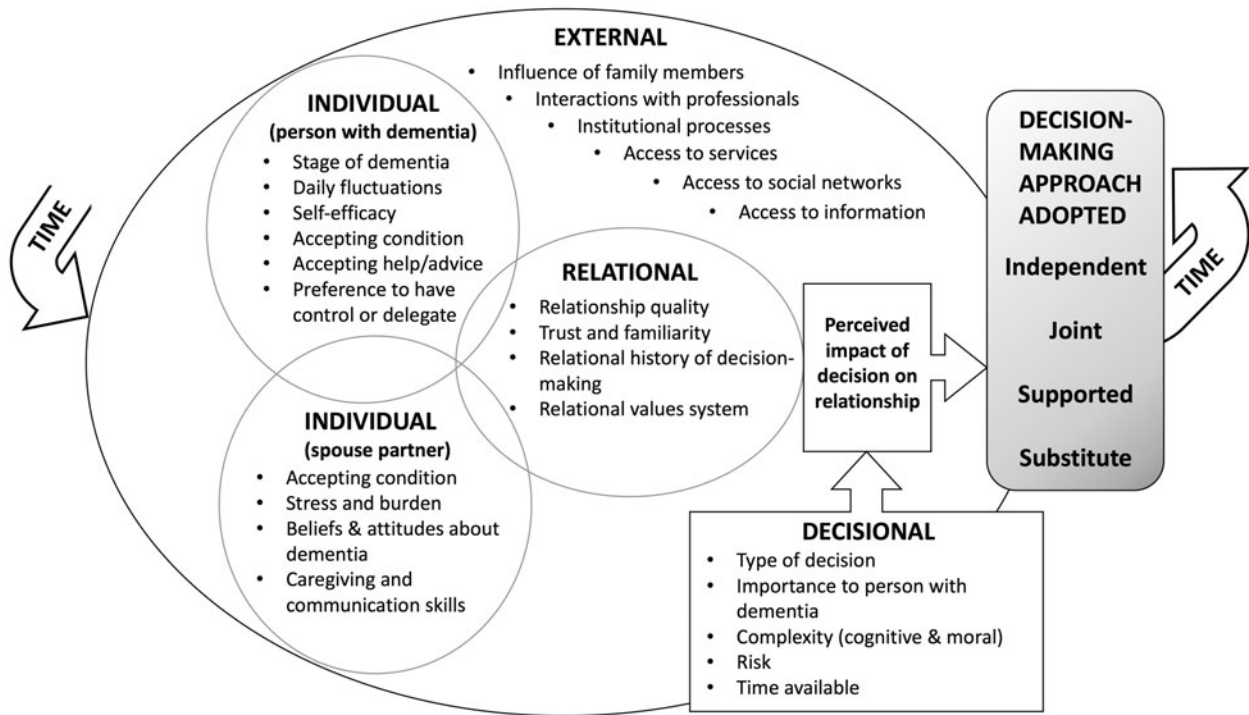 EXTERNAL
• Influence of family members
• Interactions with professionals
• Institutional processes
• Access to services
• Access to social networks
• Access to information
INDIVIDUAL
(person with dementia)
• Stage of dementia
• Daily fluctuations
• Self-efficacy
• Accepting condition
• Accepting help/advice
• Preference to have
control or delegate
TIME
RELATIONAL
• Relationship quality
• Trust and familiarity
• Relational history of decision-
making
• Relational values system
INDIVIDUAL
(spouse partner)
• Accepting condition
• Stress and burden
• Beliefs & attitudes about
dementia
• Caregiving and
communication skills
Perceived
impact of
decision on
relationship
DECISIONAL
• Type of decision
• Importance to person with
dementia
• Complexity (cognitive & moral)
• Risk
• Time available
DECISION-
MAKING
APPROACH
ADOPTED
Independent
Joint
Supported
Substitute
TIME